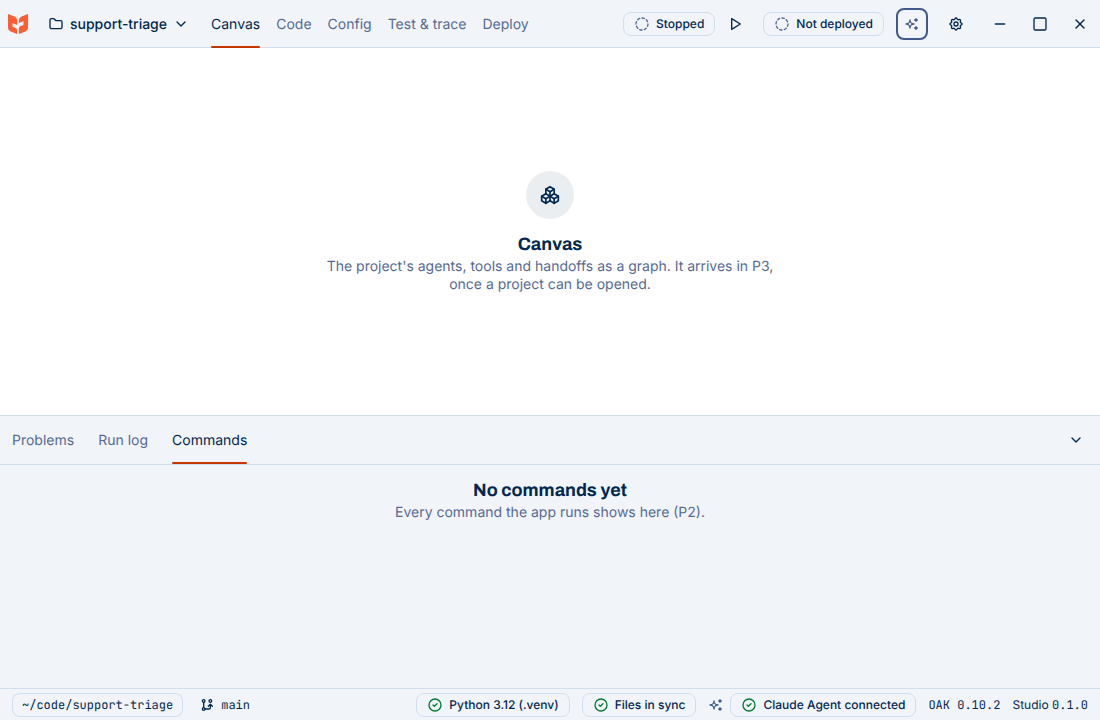 support-triage
Canvas
Code
Config
Test & trace
Deploy
Stopped
Not deployed
Canvas
The project's agents, tools and handoffs as a graph. It arrives in P3,
once a project can be opened.
Problems
Run log
Commands
No commands yet
Every command the app runs shows here (P2).
~/code/support-triage
main
Python 3.12 (.venv)
Files in sync
Claude Agent connected
OAK 0.10.2
Studio 0.1.0